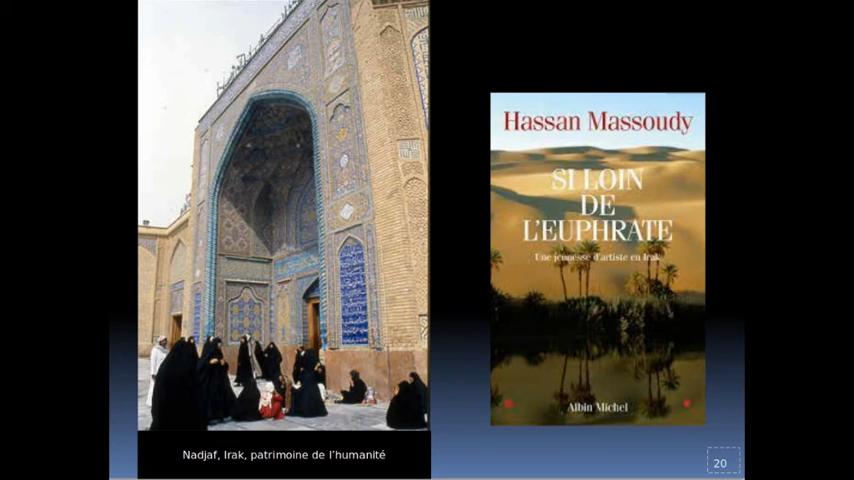 Nadjaf, Irak, patrimoine de l’humanité
Hassan Massoudy
SI LOIN
DE
L'EUPHRATE
Une jeunesse d'artiste en Irak
Albin Michel
20